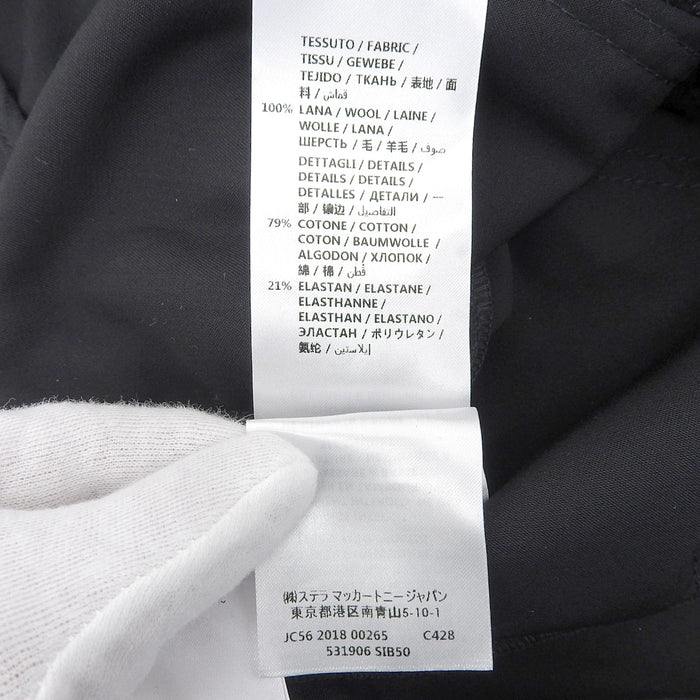 TESSUTO / FABRIC /
TISSU / GEWEBE /
TEJIDO / ТКАНЬ / 表地 / 面
料 / قماش
100% LANA / WOOL / LAINE /
WOLLE / LANA /
ШЕРСТЬ / 毛 / 羊毛 / صوف
DETTAGLI / DETAILS /
DETAILS / DETAILS /
DETALLES / ДЕТАЛИ / 一
部 / 镶边 / التفاصيل
79% COTONE / COTTON /
COTON / BAUMWOLLE /
ALGODON / ХЛОПОК /
綿 / 棉 / قُطن
21% ELASTAN / ELASTANE /
ELASTHANNE /
ELASTHAN / ELASTANO /
ЭЛАСТАН / ポリウレタン /
氨纶 / إيلاستين
㈱ステラ マッカートニージャパン
東京都港区南青山5-10-1
JC56 2018 00265 C428
531906 SIB50